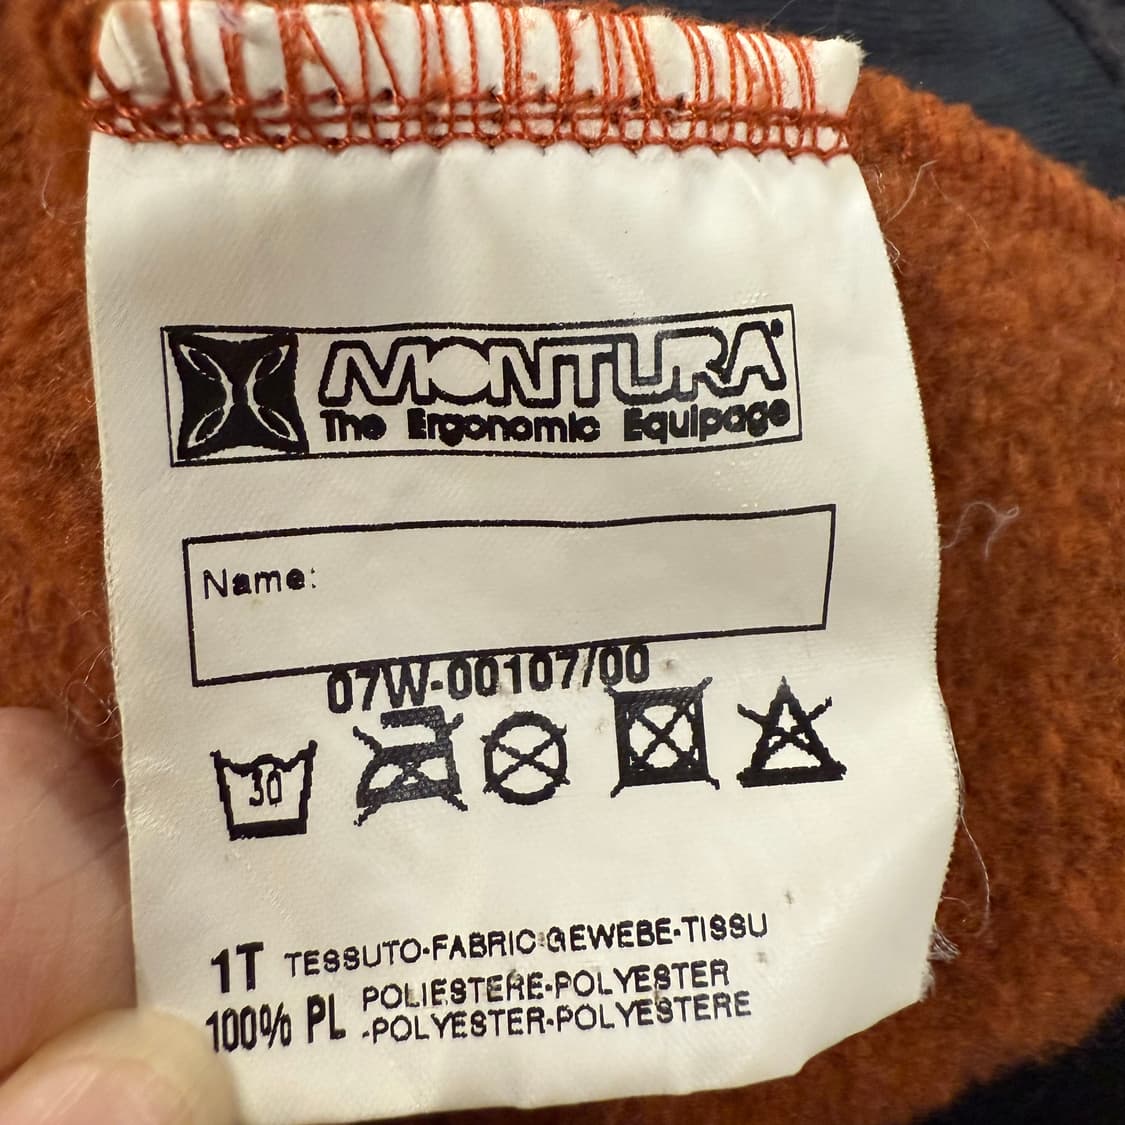 MONTURA®
The Ergonomic Equipage
Name:
07W-00107/00
30
1T TESSUTO-FABRIC-GEWEBE-TISSU
100% PL POLIESTERE-POLYESTER
-POLYESTER-POLYESTERE